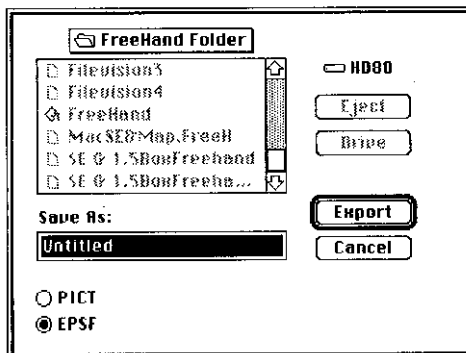 FreeHand Folder
Filevision3
Filevision4
FreeHand
MacSE&Map.FreeH
SE & 1.5BoxFreehand
SE & 1.5BoxFreeha...
HD80
Eject
Drive
Save As:
Untitled
Export
Cancel
PICT
EPSF